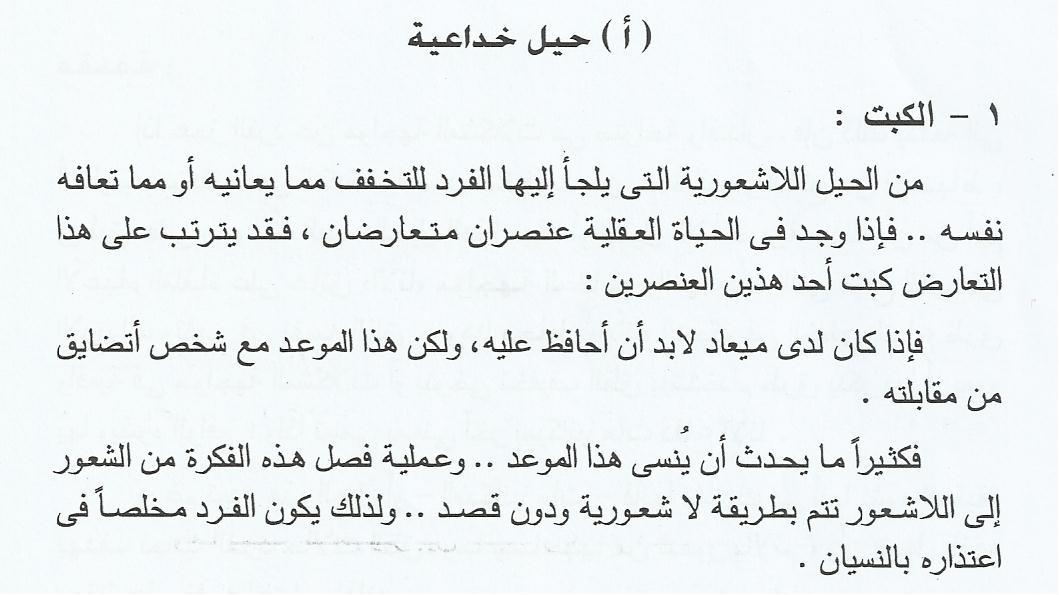 ( أ ) حيل خداعية
١ - الكبت :
من الحيل اللاشعورية التى يلجأ إليها الفرد للتخفف مما يعانيه أو مما تعافه
نفسه .. فإذا وجد فى الحياة العقلية عنصران متعارضان ، فقد يترتب على هذا
التعارض كبت أحد هذين العنصرين :
فإذا كان لدى ميعاد لابد أن أحافظ عليه، ولكن هذا الموعد مع شخص أتضايق
من مقابلته .
فكثيراً ما يحدث أن يُنسى هذا الموعد .. وعملية فصل هذه الفكرة من الشعور
إلى اللاشعور تتم بطريقة لا شعورية ودون قصد .. ولذلك يكون الفرد مخلصاً فى
اعتذاره بالنسيان .